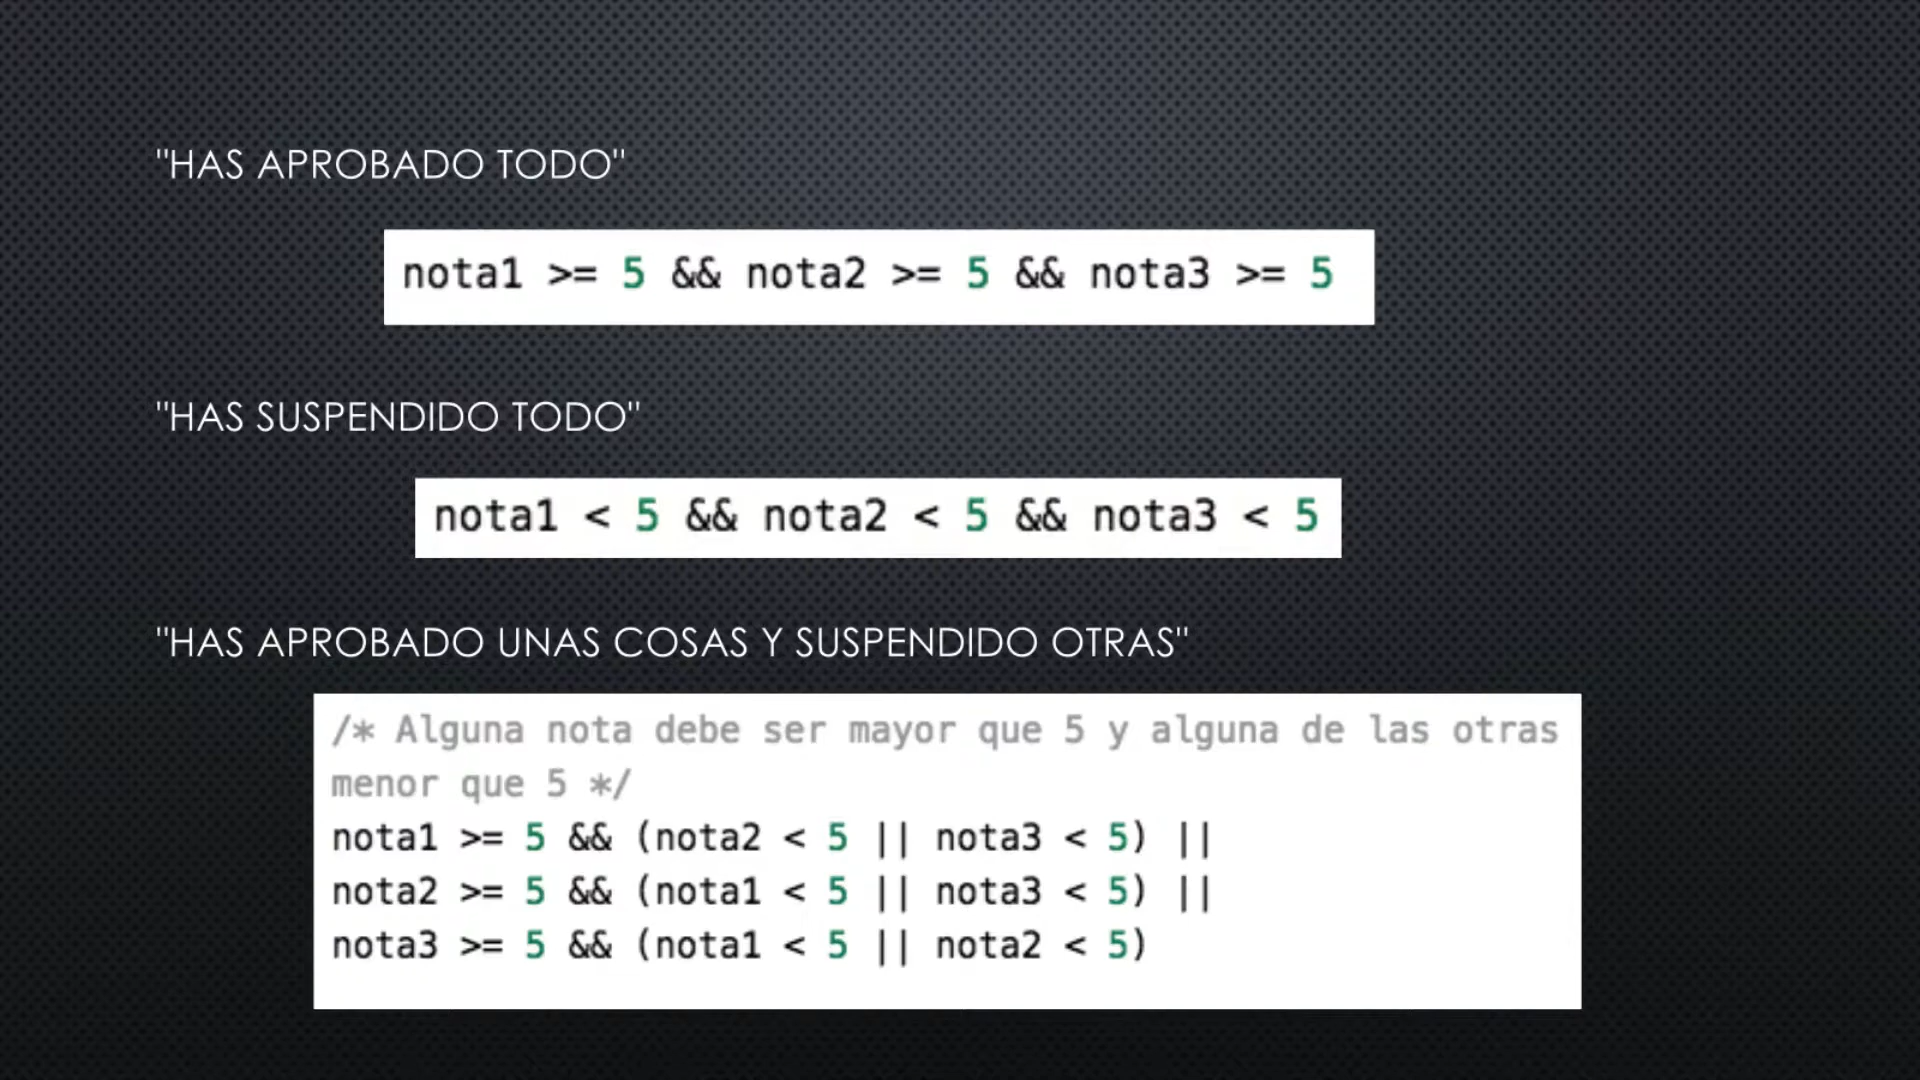 "HAS APROBADO TODO"
nota1 >= 5 && nota2 >= 5 && nota3 >= 5
"HAS SUSPENDIDO TODO"
nota1 < 5 && nota2 < 5 && nota3 < 5
"HAS APROBADO UNAS COSAS Y SUSPENDIDO OTRAS"
/* Alguna nota debe ser mayor que 5 y alguna de las otras
menor que 5 */
nota1 >= 5 && (nota2 < 5 || nota3 < 5) ||
nota2 >= 5 && (nota1 < 5 || nota3 < 5) ||
nota3 >= 5 && (nota1 < 5 || nota2 < 5)